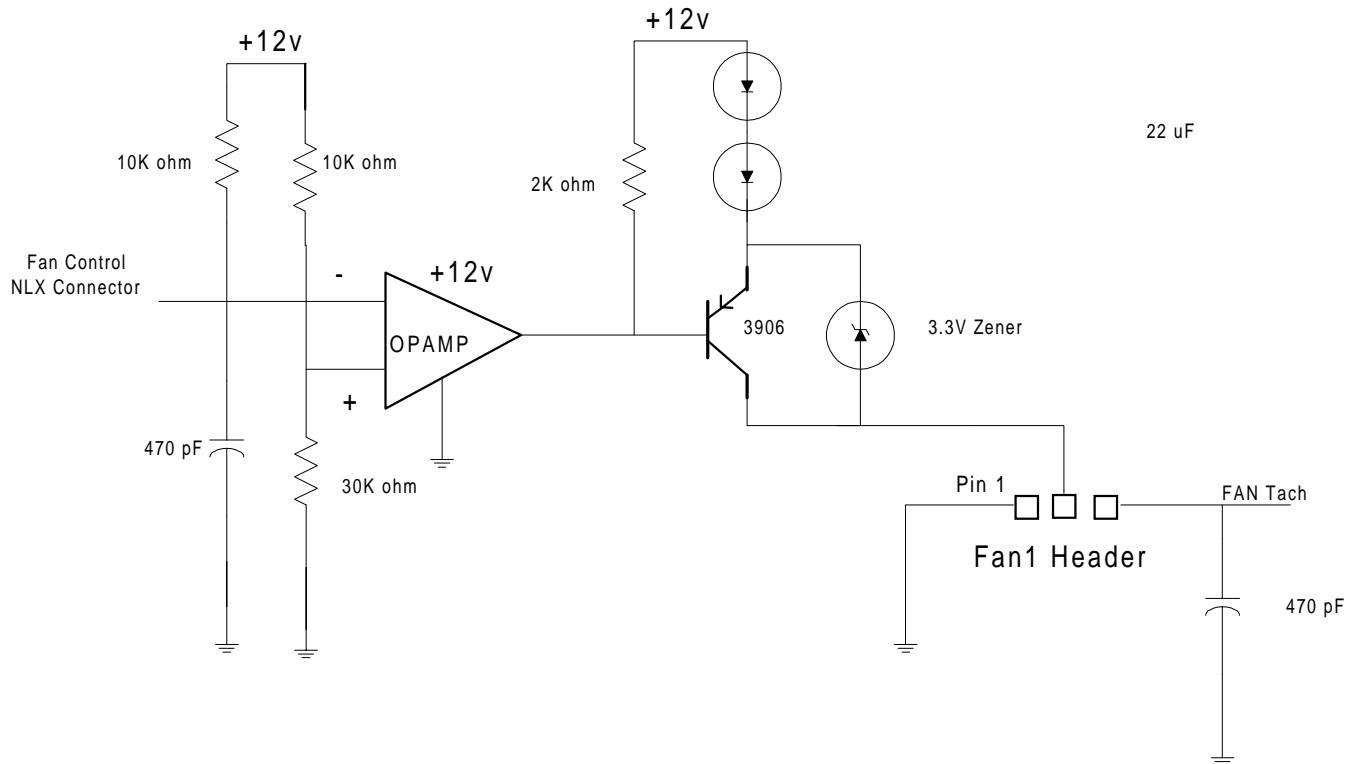 +12v
+12v
22 uF
10K ohm
10K ohm
2K ohm
Fan Control
NLX Connector
-
+12v
3906
3.3V Zener
OPAMP
+
470 pF
30K ohm
Pin 1
FAN Tach
Fan1 Header
470 pF